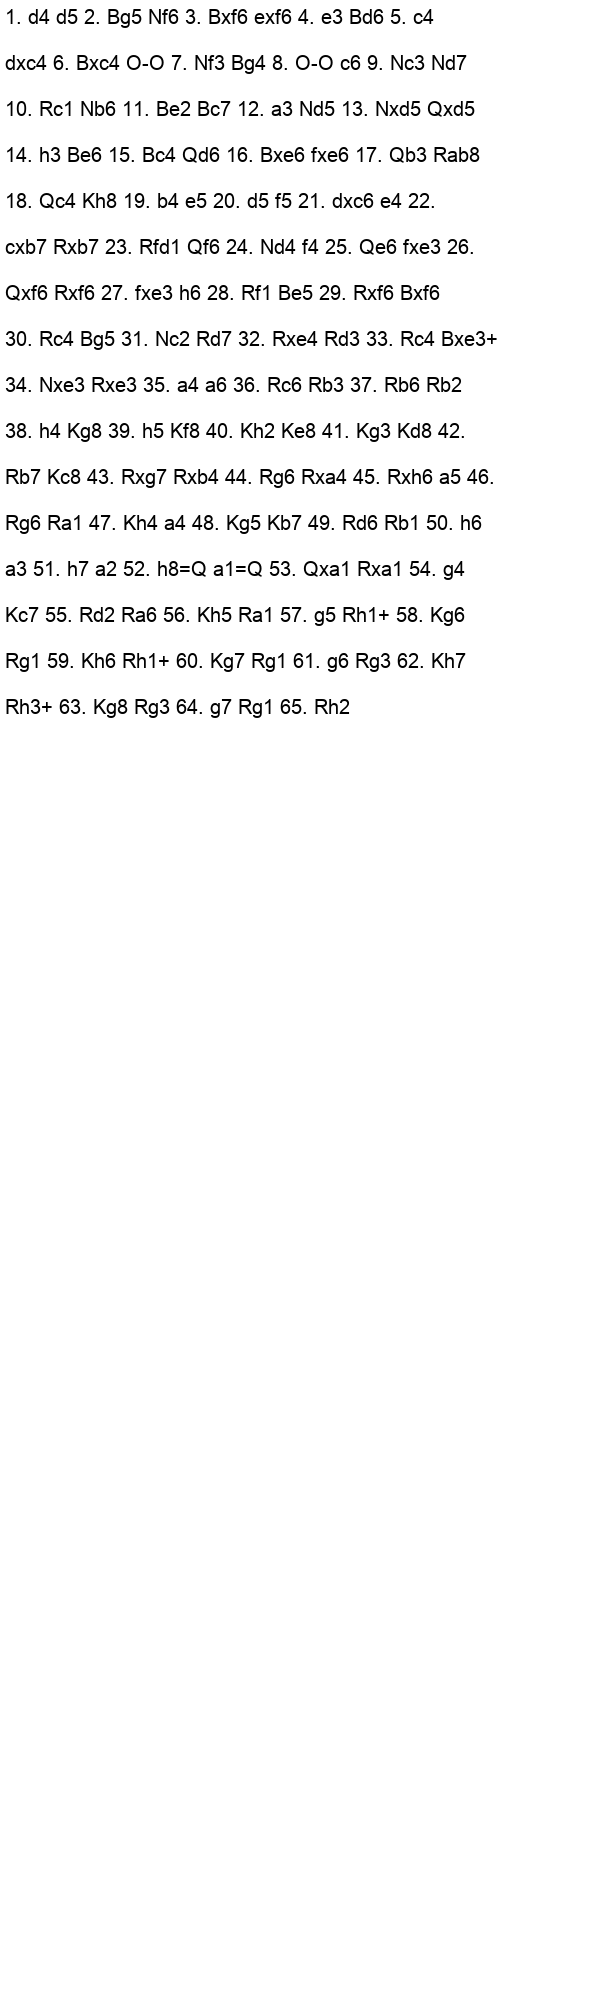 1. d4 d5 2. Bg5 Nf6 3. Bxf6 exf6 4. e3 Bd6 5. c4
dxc4 6. Bxc4 O-O 7. Nf3 Bg4 8. O-O c6 9. Nc3 Nd7
10. Rc1 Nb6 11. Be2 Bc7 12. a3 Nd5 13. Nxd5 Qxd5
14. h3 Be6 15. Bc4 Qd6 16. Bxe6 fxe6 17. Qb3 Rab8
18. Qc4 Kh8 19. b4 e5 20. d5 f5 21. dxc6 e4 22.
cxb7 Rxb7 23. Rfd1 Qf6 24. Nd4 f4 25. Qe6 fxe3 26.
Qxf6 Rxf6 27. fxe3 h6 28. Rf1 Be5 29. Rxf6 Bxf6
30. Rc4 Bg5 31. Nc2 Rd7 32. Rxe4 Rd3 33. Rc4 Bxe3+
34. Nxe3 Rxe3 35. a4 a6 36. Rc6 Rb3 37. Rb6 Rb2
38. h4 Kg8 39. h5 Kf8 40. Kh2 Ke8 41. Kg3 Kd8 42.
Rb7 Kc8 43. Rxg7 Rxb4 44. Rg6 Rxa4 45. Rxh6 a5 46.
Rg6 Ra1 47. Kh4 a4 48. Kg5 Kb7 49. Rd6 Rb1 50. h6
a3 51. h7 a2 52. h8=Q a1=Q 53. Qxa1 Rxa1 54. g4
Kc7 55. Rd2 Ra6 56. Kh5 Ra1 57. g5 Rh1+ 58. Kg6
Rg1 59. Kh6 Rh1+ 60. Kg7 Rg1 61. g6 Rg3 62. Kh7
Rh3+ 63. Kg8 Rg3 64. g7 Rg1 65. Rh2